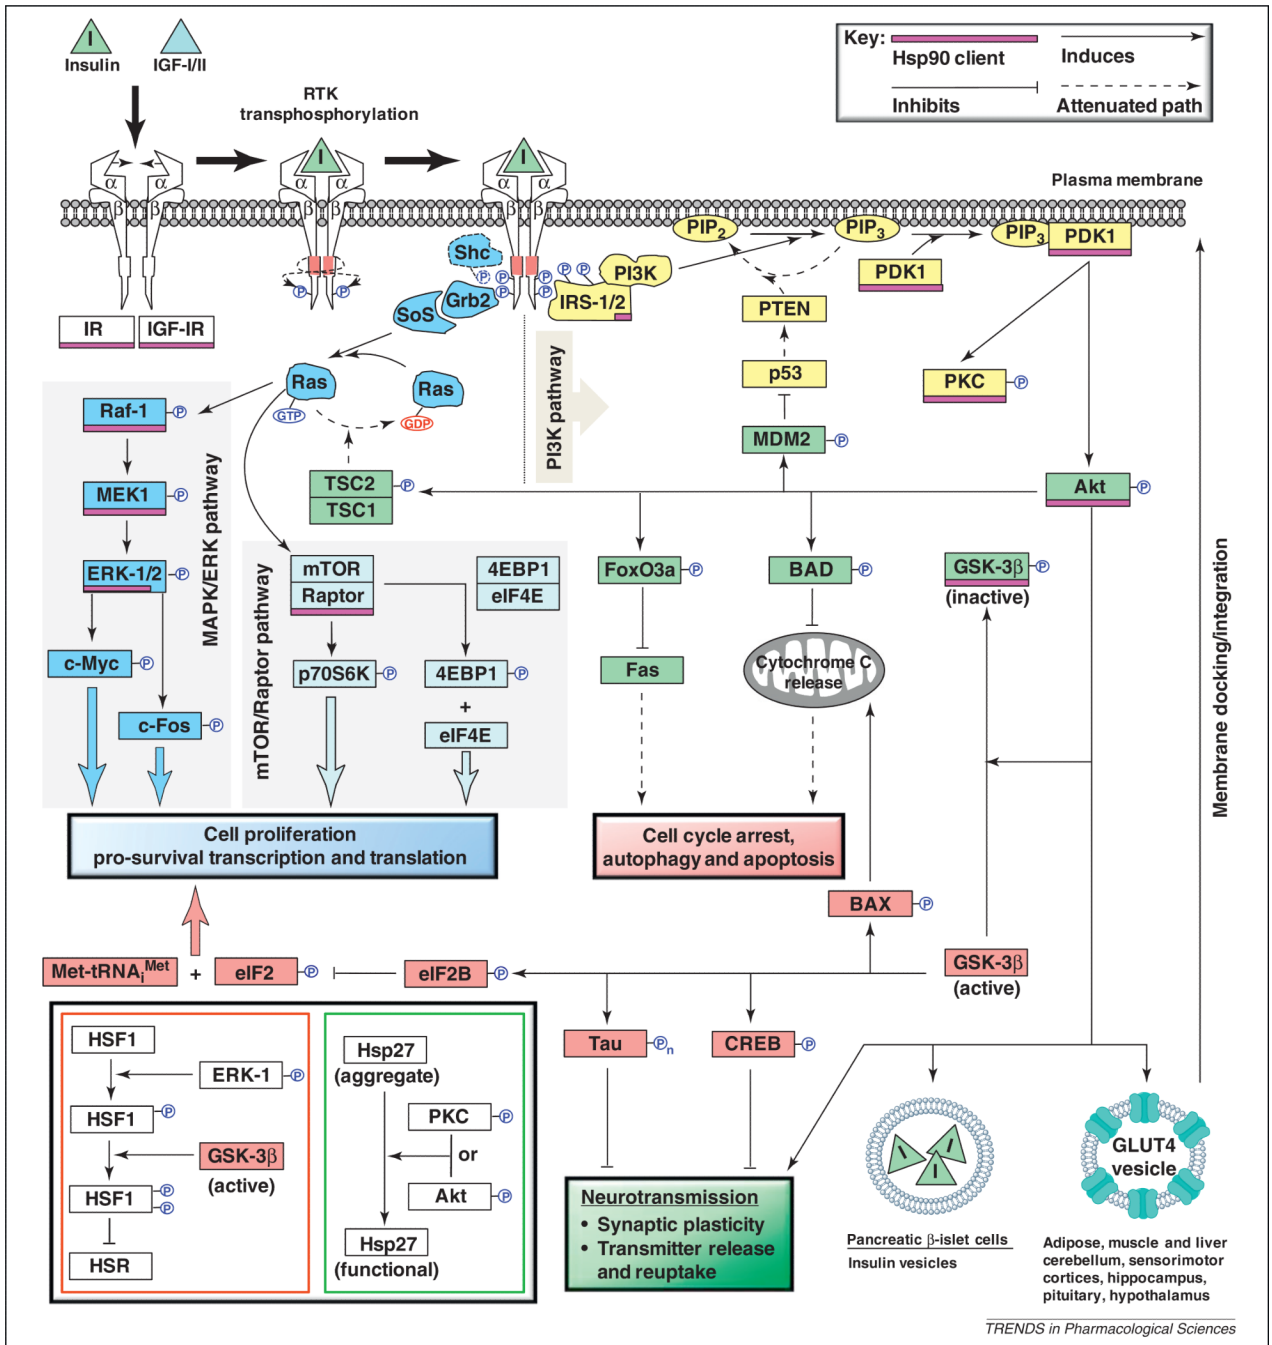 I
Insulin
IGF-I/II
Key:
Hsp90 client
Induces
Inhibits
Attenuated path
RTK
transphosphorylation
I
I
α α
β β
α α
β β
α α
β β
Plasma membrane
PIP2
PIP3
PIP3
PDK1
PDK1
Shc
P
P
P
P
P
P
P
P
P
P
PI3K
IRS-1/2
Grb2
SoS
IR
IGF-IR
PTEN
p53
PKC
P
MDM2
P
PI3K pathway
Ras
GTP
Ras
GDP
Raf-1
P
MEK1
P
ERK-1/2
P
c-Myc
P
c-Fos
P
MAPK/ERK pathway
TSC2
P
TSC1
Akt
P
mTOR
Raptor
4EBP1
eIF4E
p70S6K
P
4EBP1
P
+
eIF4E
mTOR/Raptor pathway
FoxO3a
P
BAD
P
GSK-3β
P
(inactive)
Fas
Cytochrome C
release
Membrane docking/integration
Cell proliferation
pro-survival transcription and translation
Cell cycle arrest,
autophagy and apoptosis
BAX
P
Met-tRNAiMet
+
eIF2
P
eIF2B
P
GSK-3β
(active)
Tau
Pn
CREB
P
HSF1
ERK-1
P
HSF1
P
GSK-3β
(active)
HSF1
P
P
HSR
Hsp27
(aggregate)
PKC
P
or
Akt
P
Hsp27
(functional)
Neurotransmission
• Synaptic plasticity
• Transmitter release
and reuptake
I
I
I
Pancreatic β-islet cells
Insulin vesicles
GLUT4
vesicle
Adipose, muscle and liver
cerebellum, sensorimotor
cortices, hippocampus,
pituitary, hypothalamus
TRENDS in Pharmacological Sciences